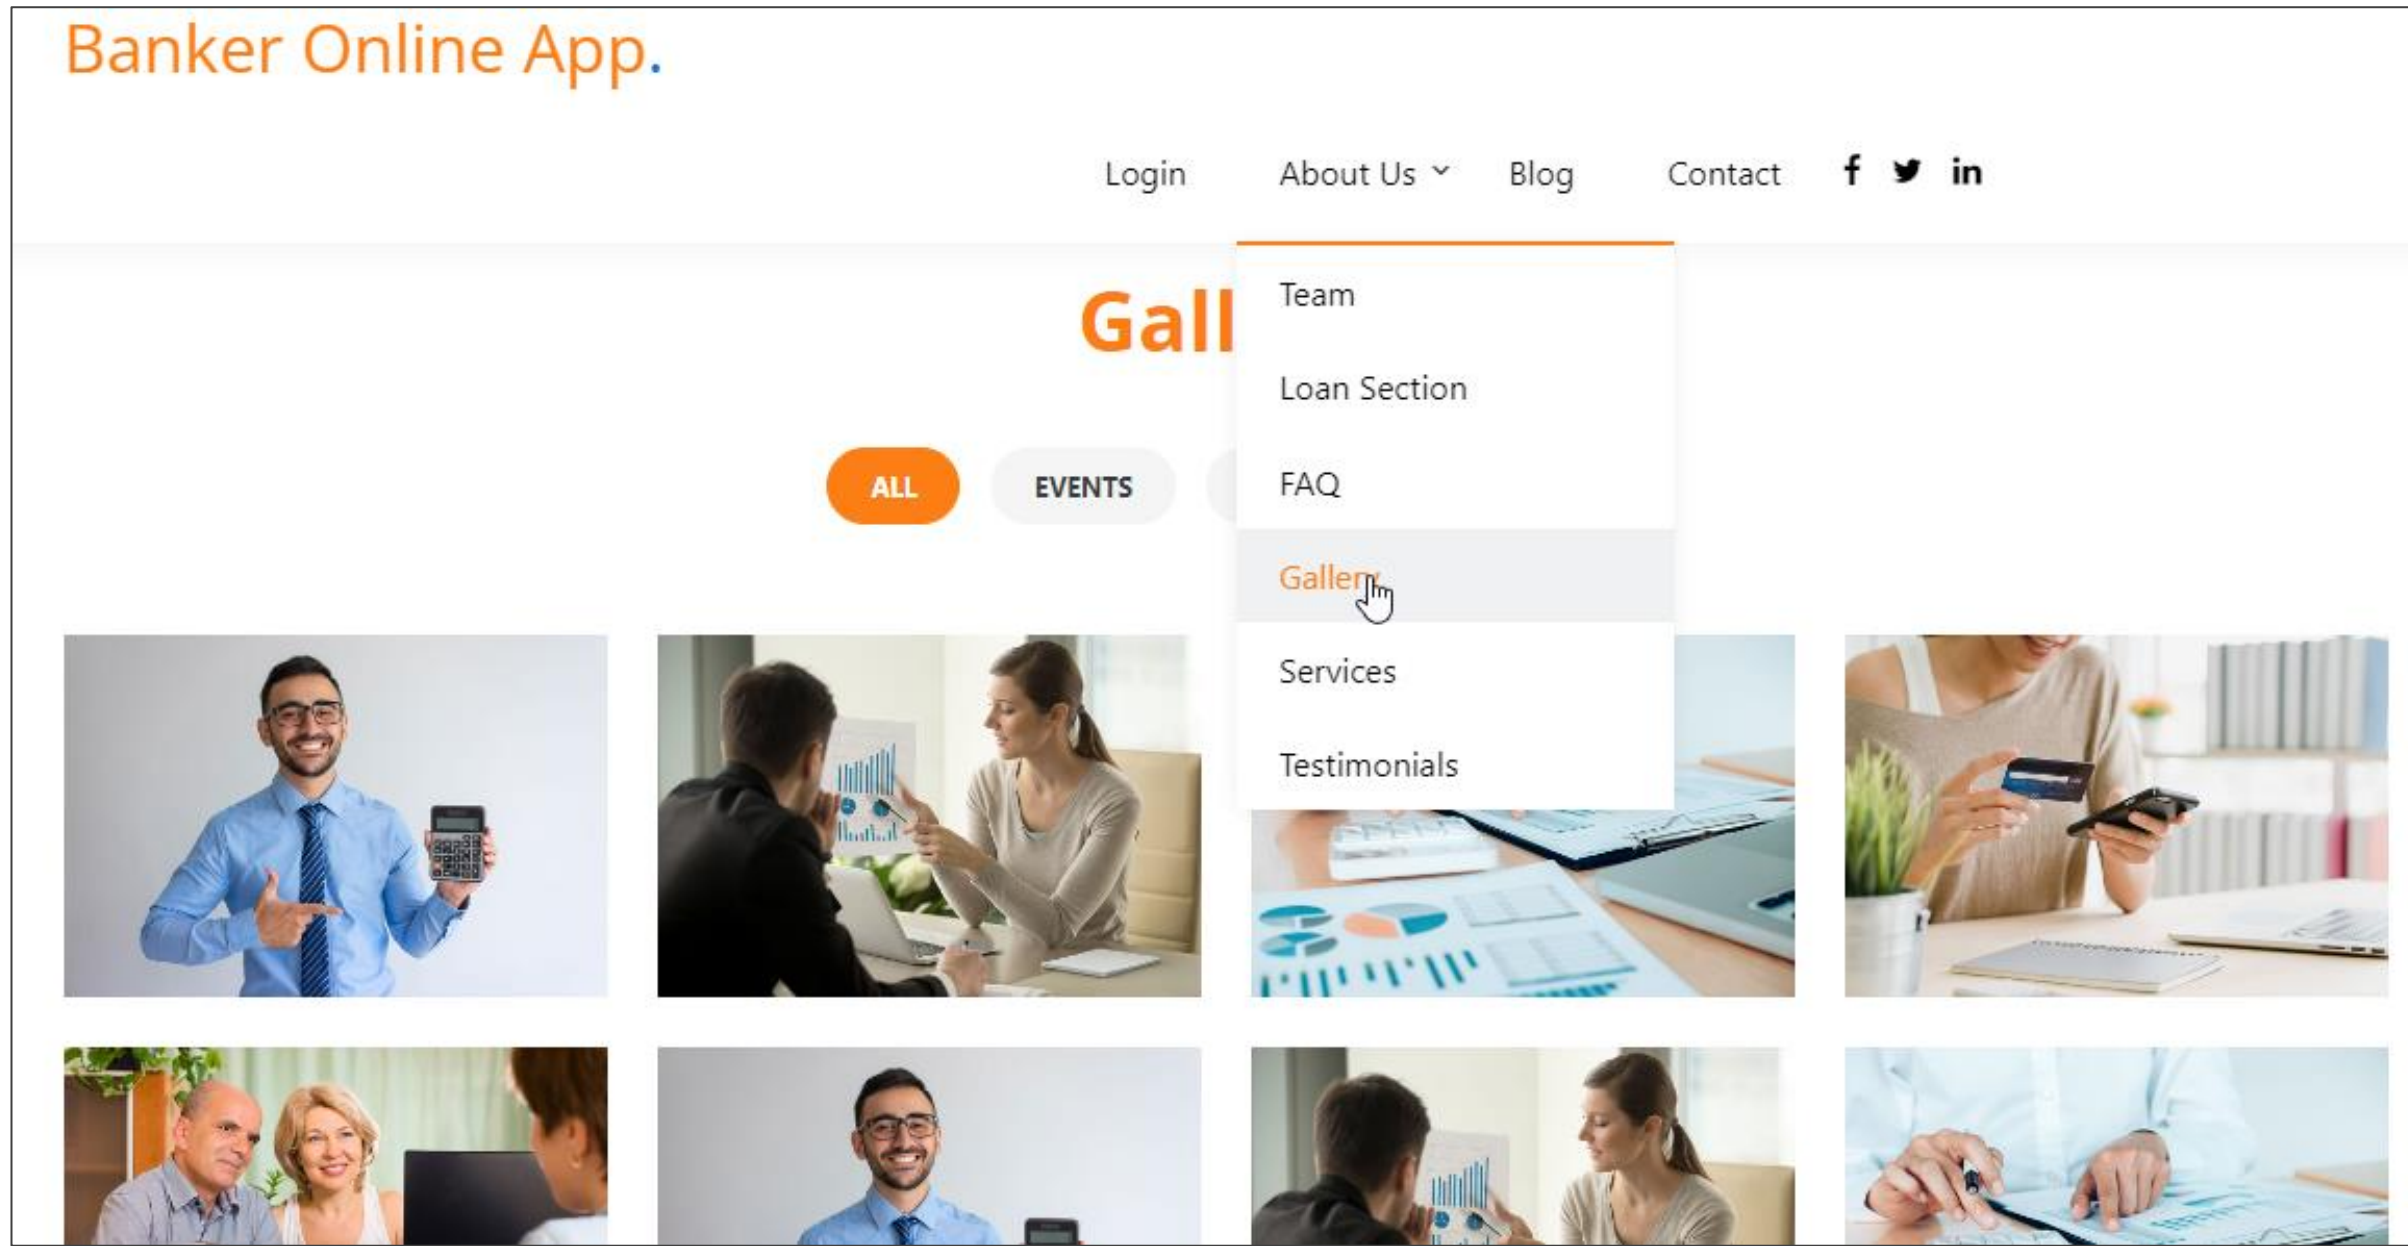 Banker Online App.
Login About Us Blog Contact
Team
Gall
Loan Section
ALL EVENTS
FAQ
Gallery
Services
Testimonials